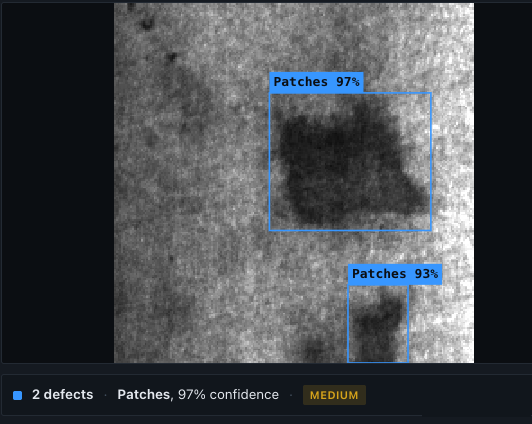 Patches 97%
Patches 93%
2 defects · Patches, 97% confidence · MEDIUM